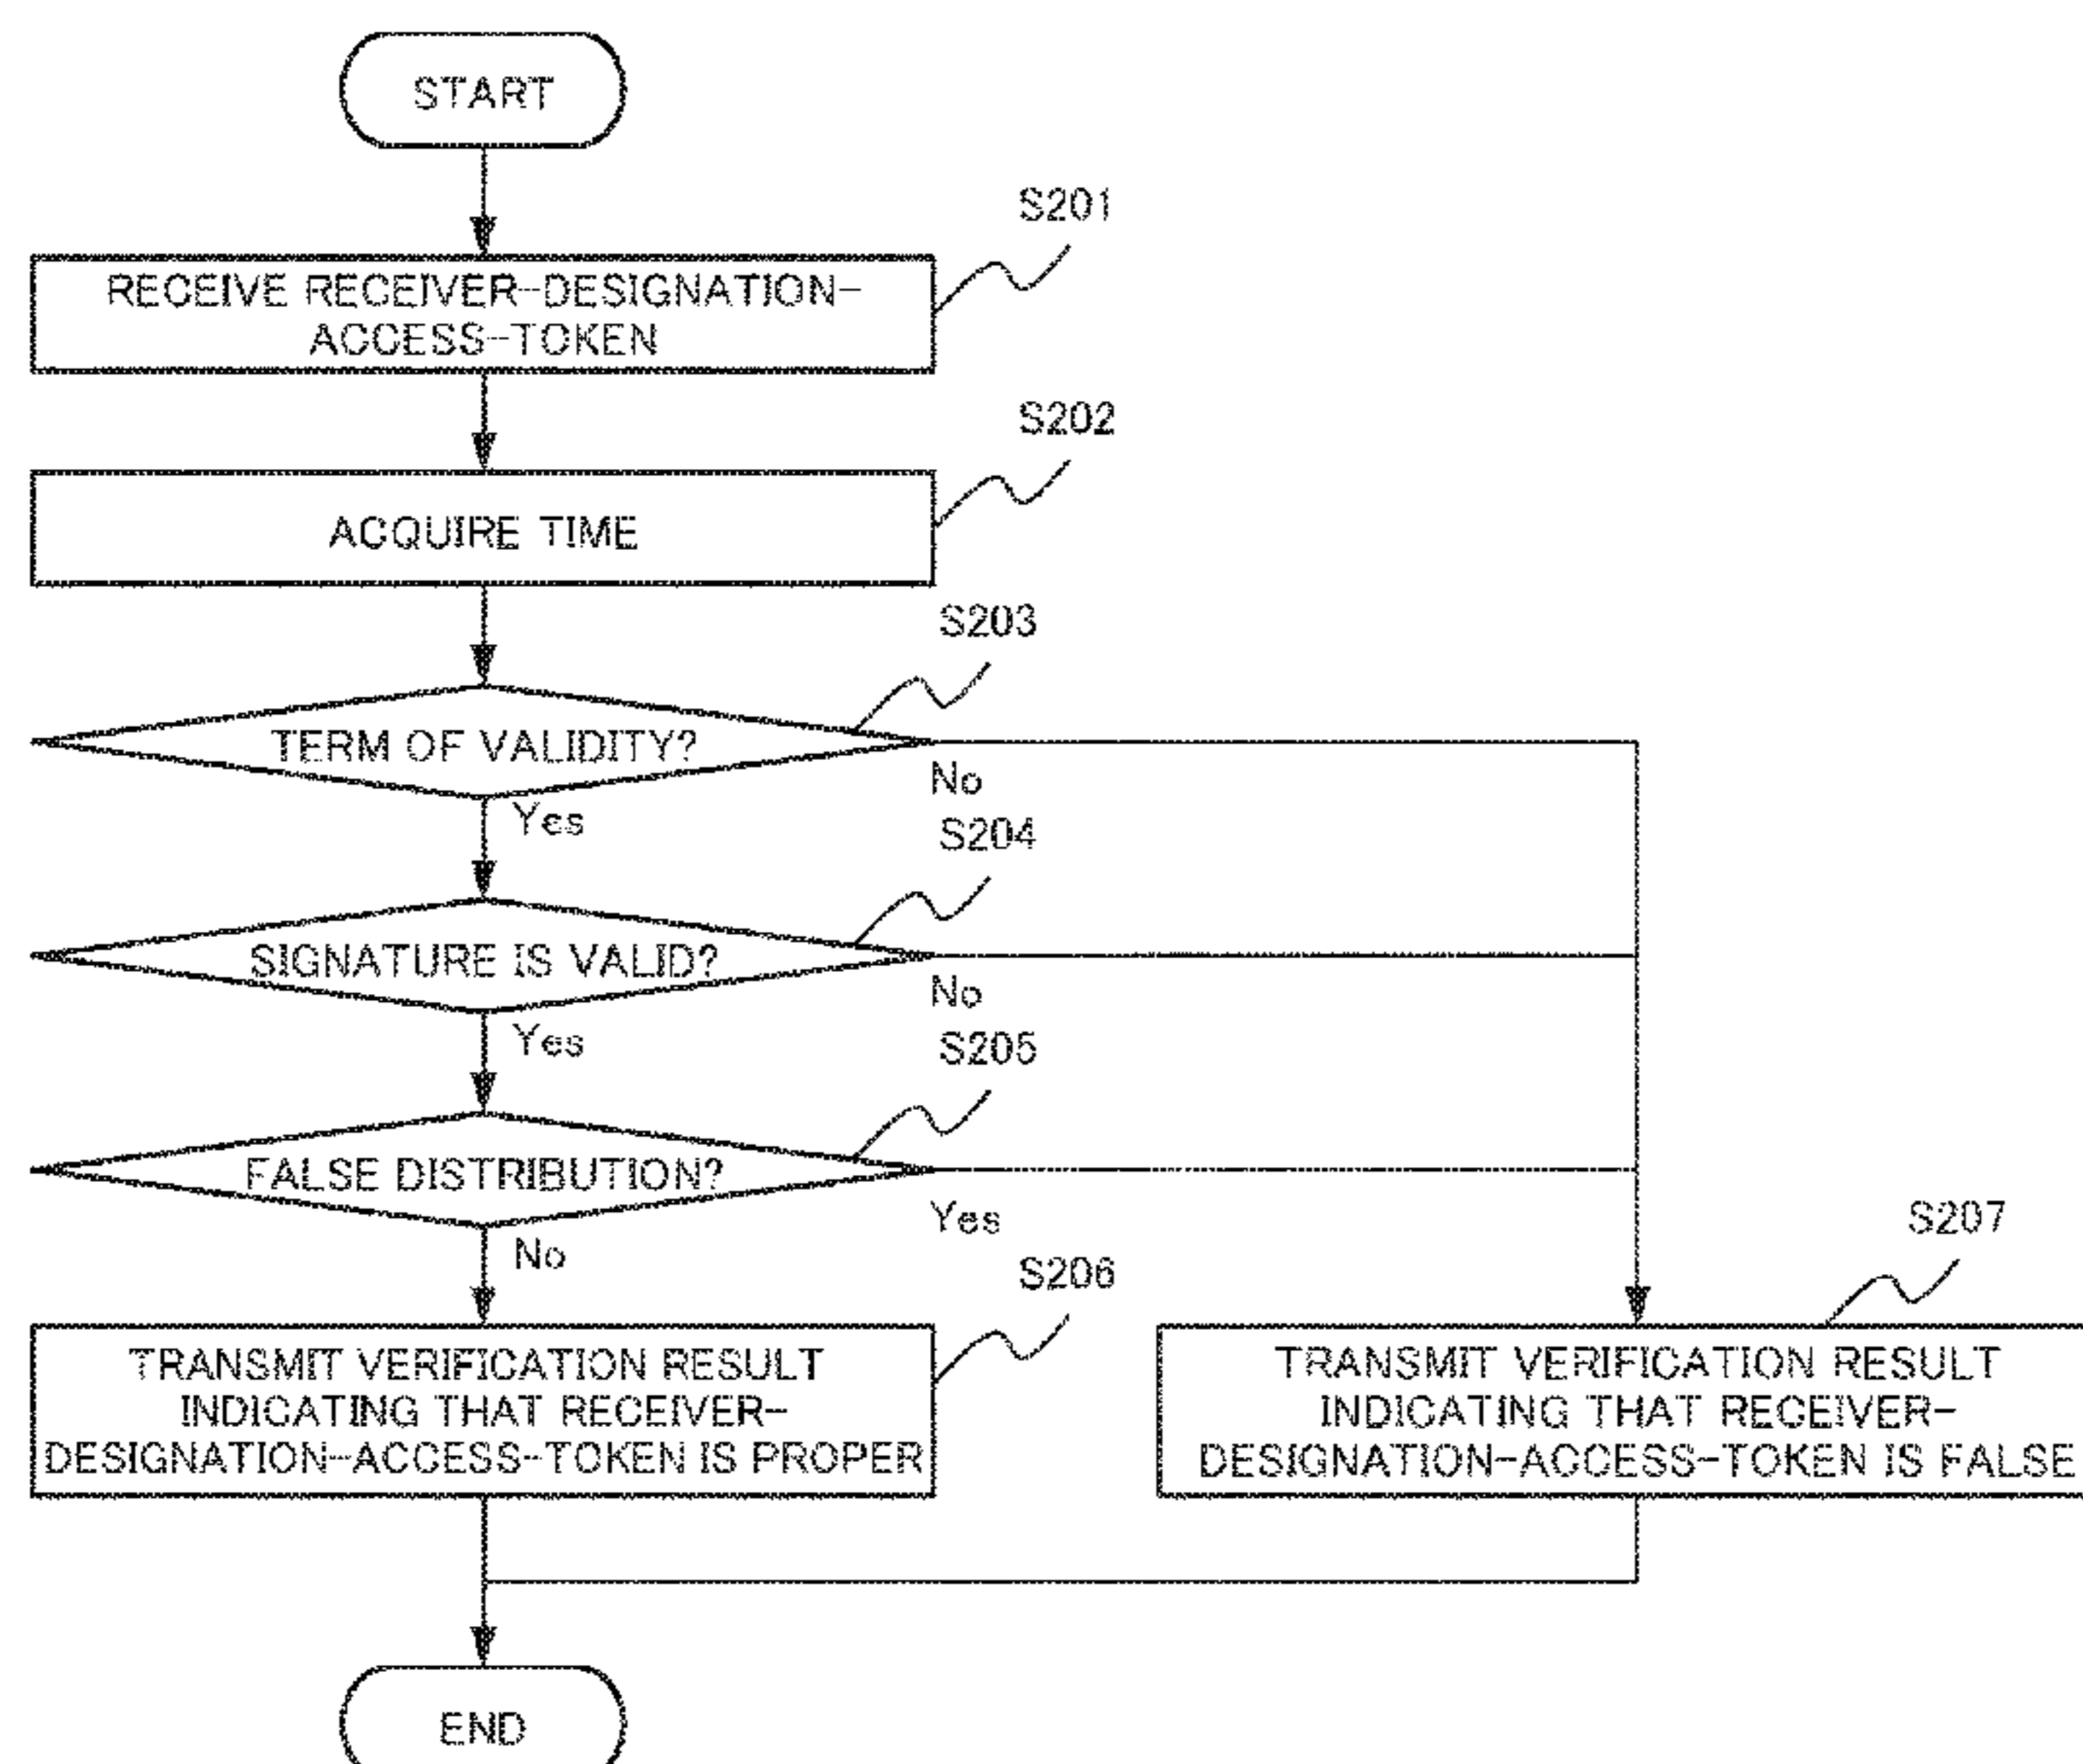 START
S201
RECEIVE RECEIVER-DESIGNATION-
ACCESS-TOKEN
S202
ACQUIRE TIME
S203
TERM OF VALIDITY?
No
Yes
S204
SIGNATURE IS VALID?
No
Yes
S205
FALSE DISTRIBUTION?
Yes
No
S206
TRANSMIT VERIFICATION RESULT
INDICATING THAT RECEIVER-
DESIGNATION-ACCESS-TOKEN IS PROPER
S207
TRANSMIT VERIFICATION RESULT
INDICATING THAT RECEIVER-
DESIGNATION-ACCESS-TOKEN IS FALSE
END